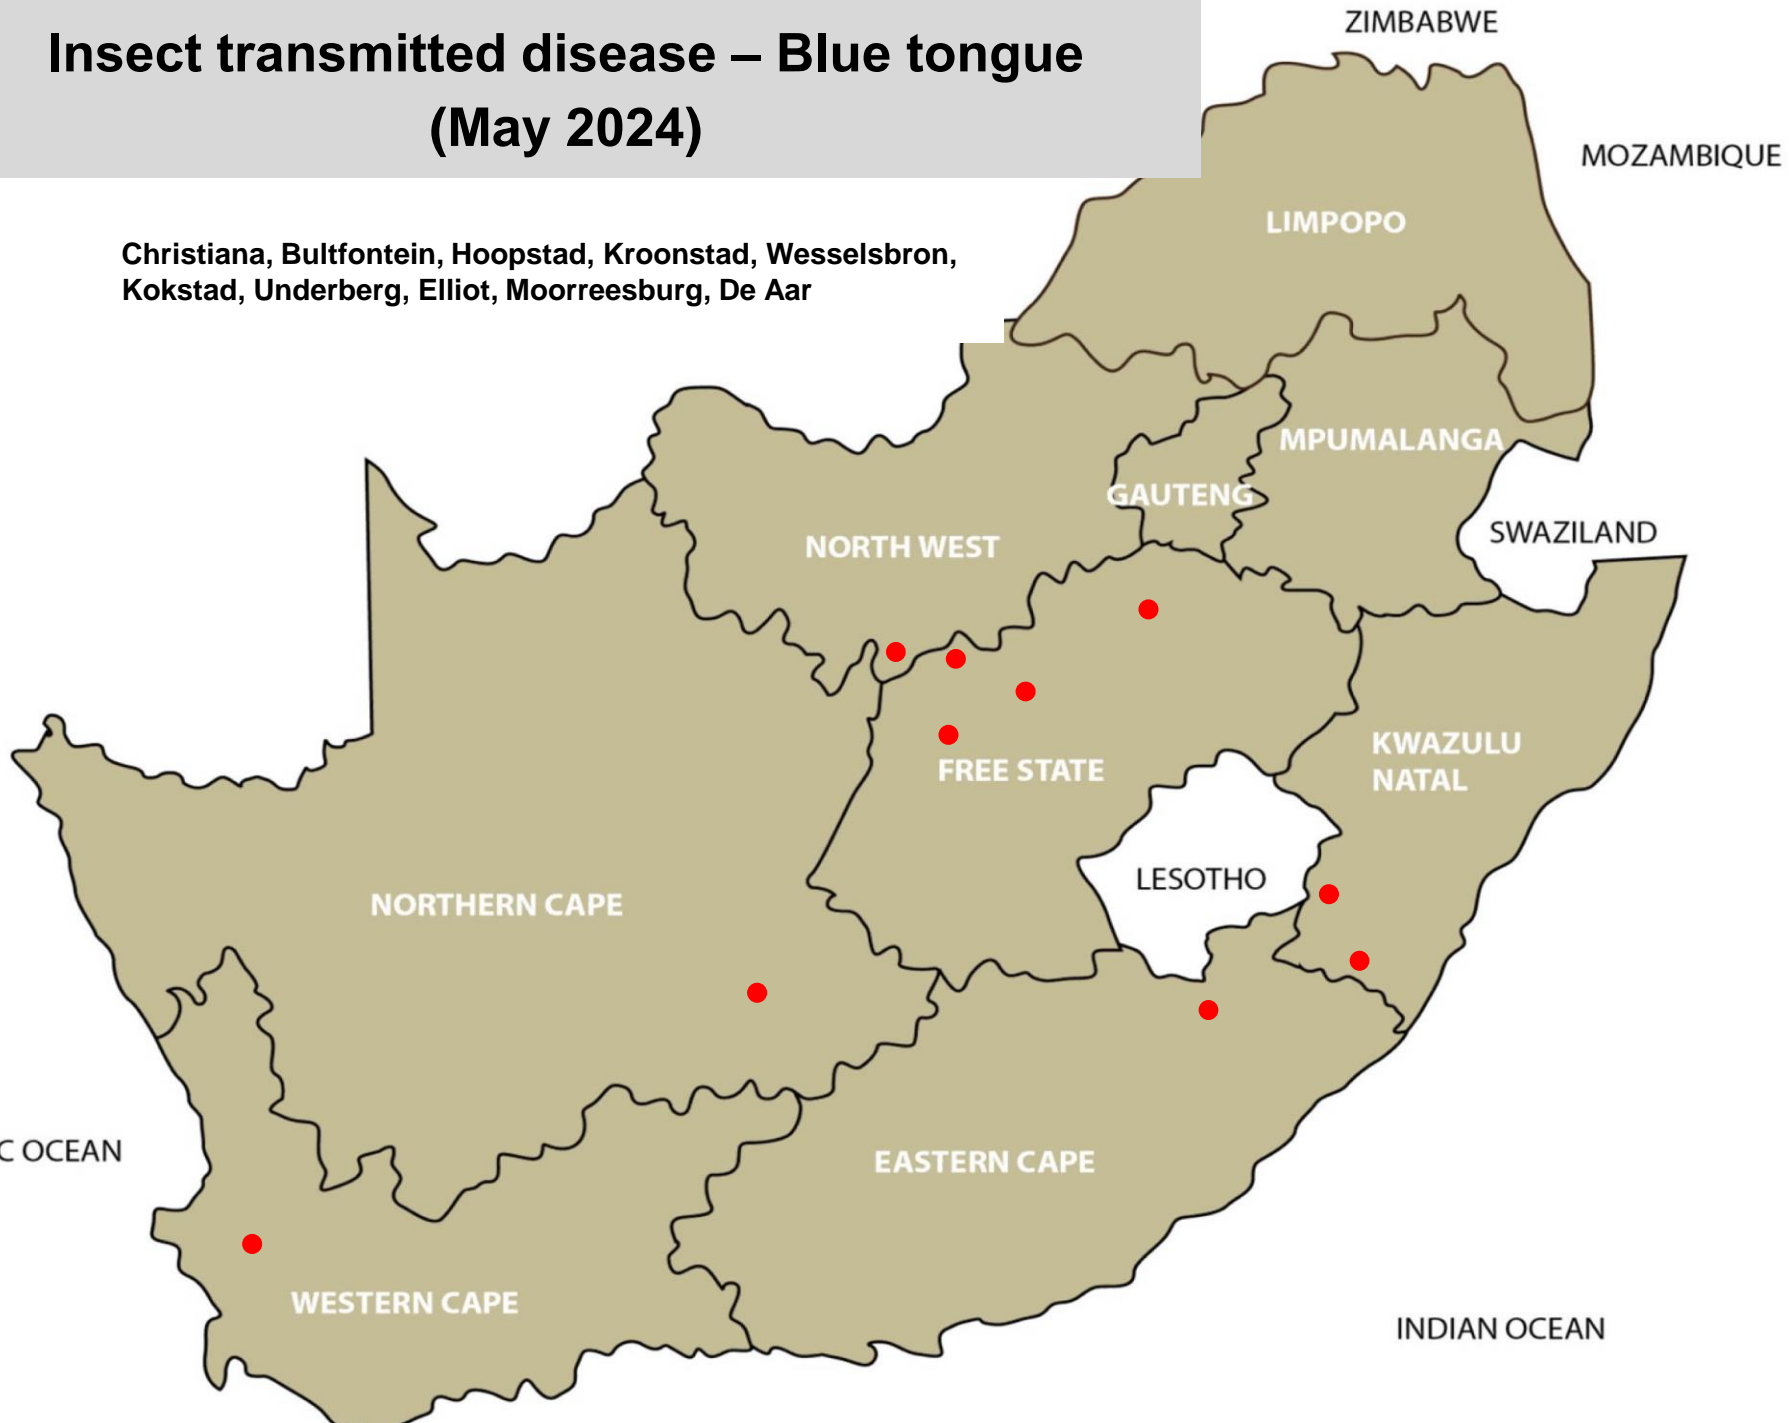 Insect transmitted disease – Blue tongue
(May 2024)
ZIMBABWE
MOZAMBIQUE
LIMPOPO
Christiana, Bultfontein, Hoopstad, Kroonstad, Wesselsbron,
Kokstad, Underberg, Elliot, Moorreesburg, De Aar
MPUMALANGA
GAUTENG
SWAZILAND
NORTH WEST
KWAZULU
NATAL
FREE STATE
LESOTHO
NORTHERN CAPE
C OCEAN
EASTERN CAPE
WESTERN CAPE
INDIAN OCEAN